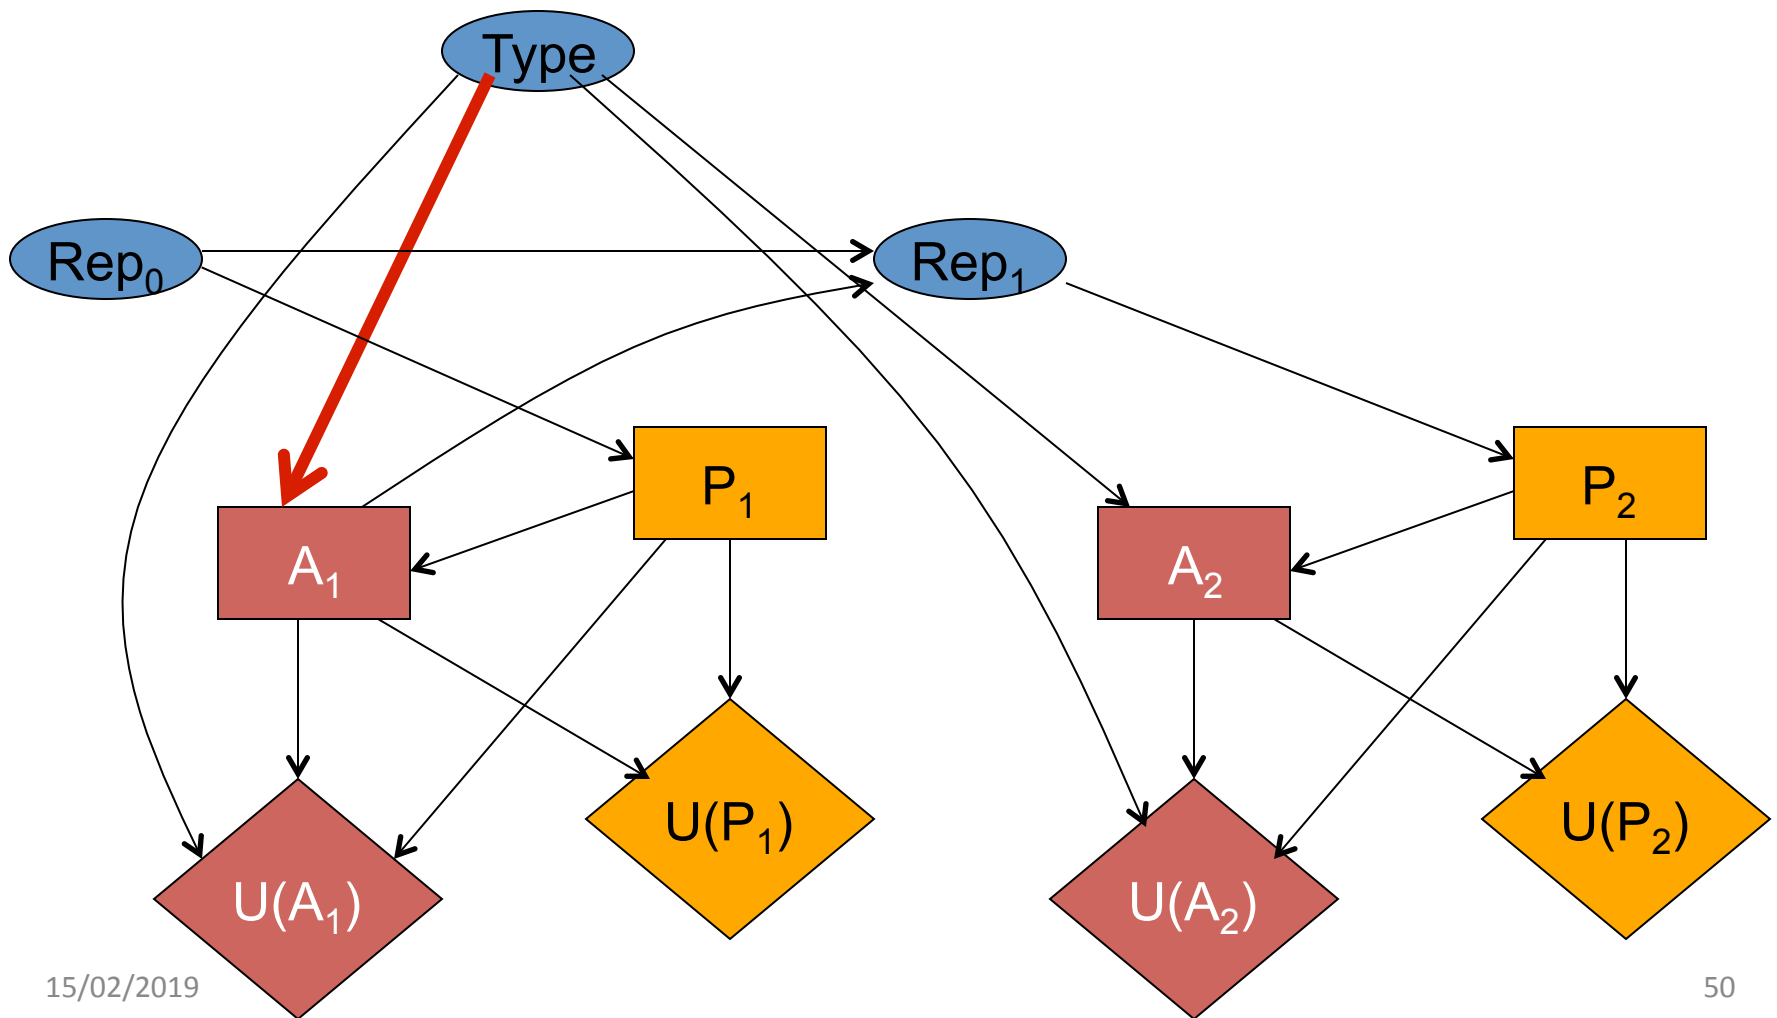 Type
Rep₀
Rep₁
P₁
P₂
A₁
A₂
U(P₁)
U(P₂)
U(A₁)
U(A₂)
15/02/2019
50